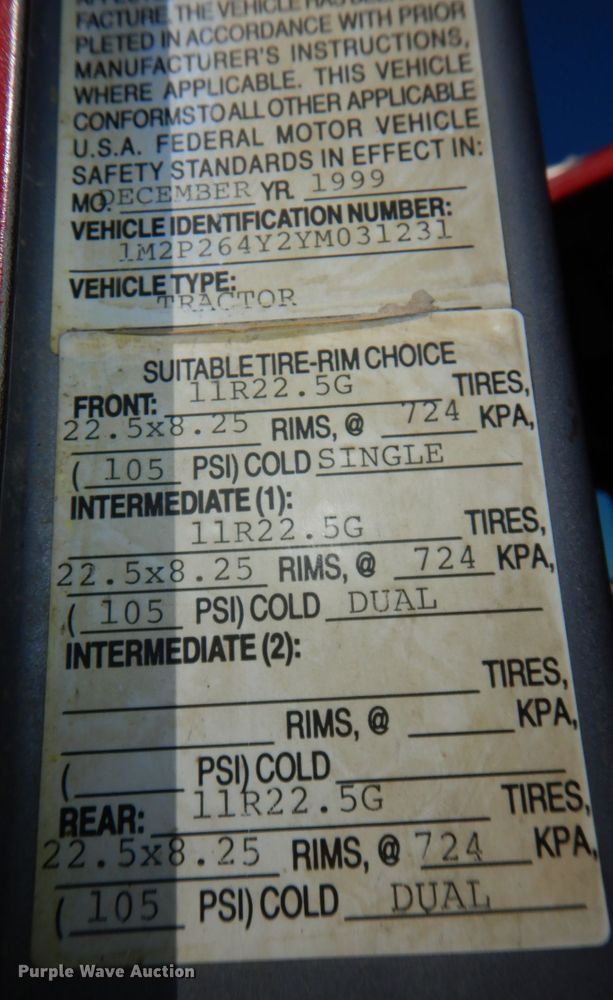 FACTURE. THE VEHICLE HAS BEEN
PLETED IN ACCORDANCE WITH PRIOR
MANUFACTURER'S INSTRUCTIONS,
WHERE APPLICABLE. THIS VEHICLE
CONFORMS TO ALL OTHER APPLICABLE
U.S.A. FEDERAL MOTOR VEHICLE
SAFETY STANDARDS IN EFFECT IN:
MO. DECEMBER YR. 1999
VEHICLE IDENTIFICATION NUMBER:
1M2P264Y2YM031231
VEHICLE TYPE:
TRACTOR
SUITABLE TIRE-RIM CHOICE
FRONT: 11R22.5G TIRES,
22.5x8.25 RIMS, @ 724 KPA,
( 105 PSI) COLD SINGLE
INTERMEDIATE (1):
11R22.5G TIRES,
22.5x8.25 RIMS, @ 724 KPA,
( 105 PSI) COLD DUAL
INTERMEDIATE (2):
TIRES,
RIMS, @ KPA,
( PSI) COLD
REAR: 11R22.5G TIRES,
22.5x8.25 RIMS, @ 724 KPA,
( 105 PSI) COLD DUAL
Purple Wave Auction